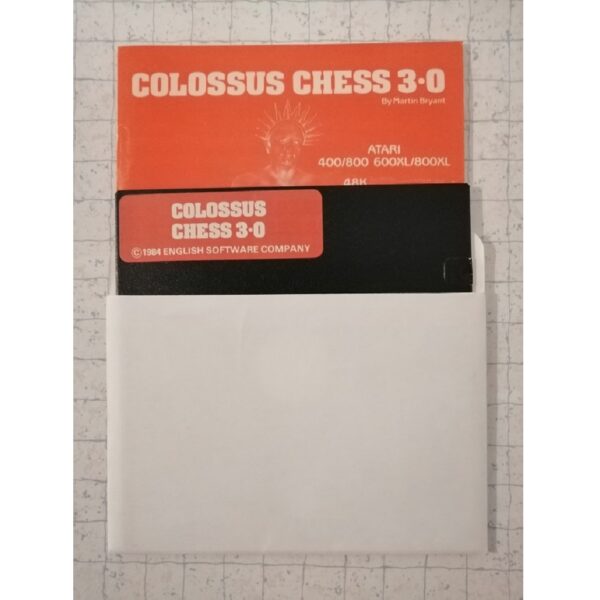 COLOSSUS CHESS 3·0
By Martin Bryant
ATARI
400/800 600XL/800XL
48K
COLOSSUS
CHESS 3·0
© 1984 ENGLISH SOFTWARE COMPANY